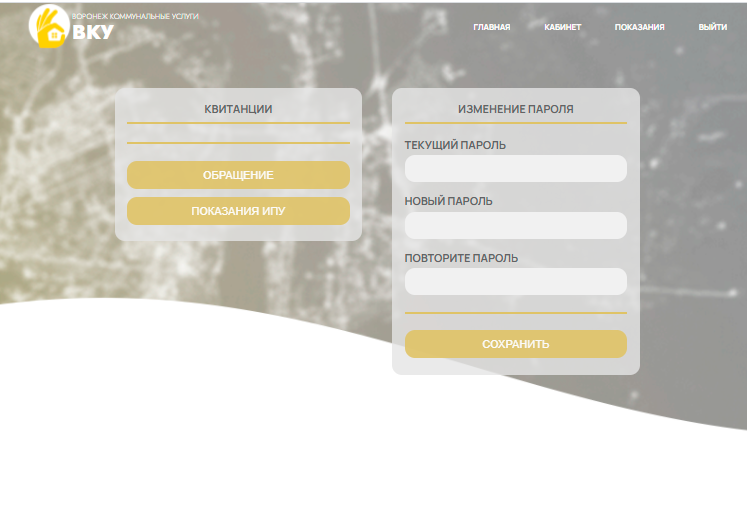 ВОРОНЕЖ КОММУНАЛЬНЫЕ УСЛУГИ
ВКУ
ГЛАВНАЯ КАБИНЕТ ПОКАЗАНИЯ ВЫЙТИ
КВИТАНЦИИ
ОБРАЩЕНИЕ
ПОКАЗАНИЯ ИПУ
ИЗМЕНЕНИЕ ПАРОЛЯ
ТЕКУЩИЙ ПАРОЛЬ
НОВЫЙ ПАРОЛЬ
ПОВТОРИТЕ ПАРОЛЬ
СОХРАНИТЬ